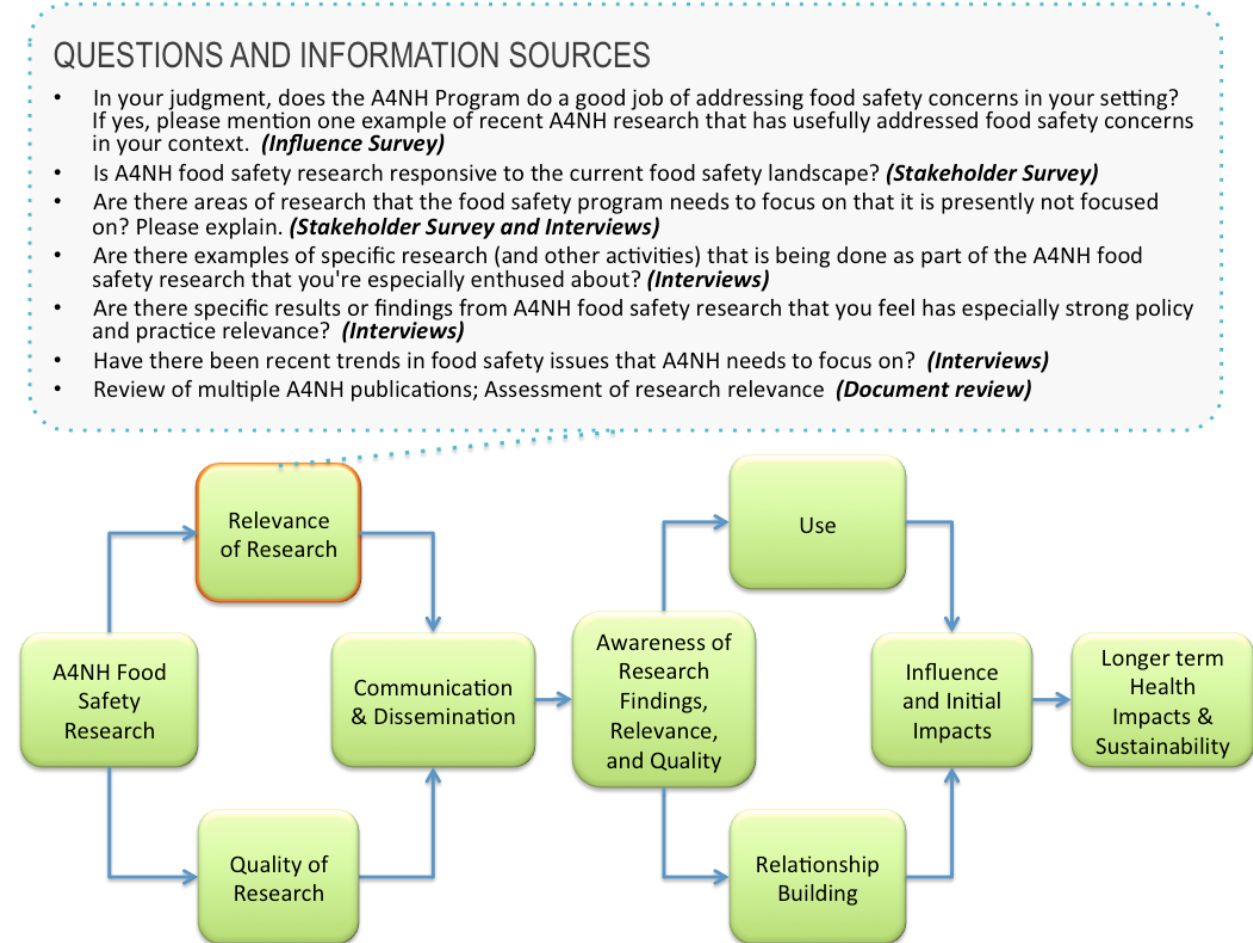 QUESTIONS AND INFORMATION SOURCES
• In your judgment, does the A4NH Program do a good job of addressing food safety concerns in your setting?
If yes, please mention one example of recent A4NH research that has usefully addressed food safety concerns
in your context. (Influence Survey)
• Is A4NH food safety research responsive to the current food safety landscape? (Stakeholder Survey)
• Are there areas of research that the food safety program needs to focus on that it is presently not focused
on? Please explain. (Stakeholder Survey and Interviews)
• Are there examples of specific research (and other activities) that is being done as part of the A4NH food
safety research that you're especially enthused about? (Interviews)
• Are there specific results or findings from A4NH food safety research that you feel has especially strong policy
and practice relevance? (Interviews)
• Have there been recent trends in food safety issues that A4NH needs to focus on? (Interviews)
• Review of multiple A4NH publications; Assessment of research relevance (Document review)
Relevance
of Research
Use
A4NH Food
Safety
Research
Communication
& Dissemination
Awareness of
Research
Findings,
Relevance,
and Quality
Influence
and Initial
Impacts
Longer term
Health
Impacts &
Sustainability
Quality of
Research
Relationship
Building